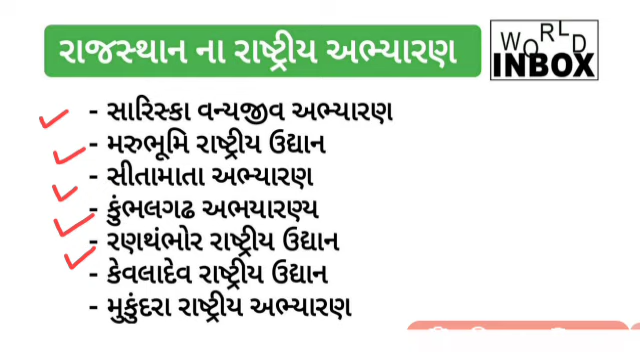 રાજસ્થાન ના રાષ્ટ્રીય અભ્યારણ
WORLD
INBOX
- સારિસ્કા વન્યજીવ અભ્યારણ
- મરુભૂમિ રાષ્ટ્રીય ઉદ્યાન
- સીતામાતા અભ્યારણ
- કુંભલગઢ અભયારણ્ય
- રણથંભોર રાષ્ટ્રીય ઉદ્યાન
- કેવલાદેવ રાષ્ટ્રીય ઉદ્યાન
- મુકુંદરા રાષ્ટ્રીય અભ્યારણ